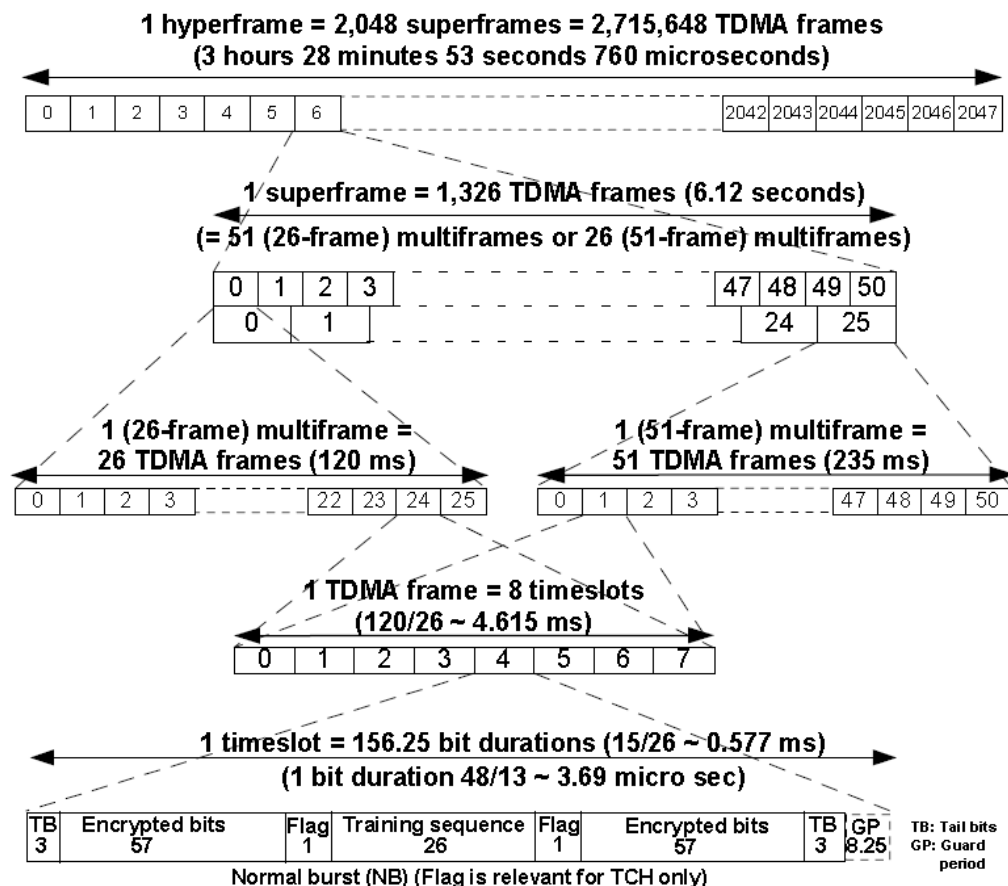 1 hyperframe = 2,048 superframes = 2,715,648 TDMA frames
(3 hours 28 minutes 53 seconds 760 microseconds)
0 1 2 3 4 5 6 2042 2043 2044 2045 2046 2047
1 superframe = 1,326 TDMA frames (6.12 seconds)
(= 51 (26-frame) multiframes or 26 (51-frame) multiframes)
0 1 2 3 47 48 49 50
0 1 24 25
1 (26-frame) multiframe =
26 TDMA frames (120 ms)
1 (51-frame) multiframe =
51 TDMA frames (235 ms)
0 1 2 3 22 23 24 25
0 1 2 3 47 48 49 50
1 TDMA frame = 8 timeslots
(120/26 ~ 4.615 ms)
0 1 2 3 4 5 6 7
1 timeslot = 156.25 bit durations (15/26 ~ 0.577 ms)
(1 bit duration 48/13 ~ 3.69 micro sec)
TB Encrypted bits Flag Training sequence Flag Encrypted bits TB GP
3 57 1 26 1 57 3 8.25
TB: Tail bits
GP: Guard
period
Normal burst (NB) (Flag is relevant for TCH only)